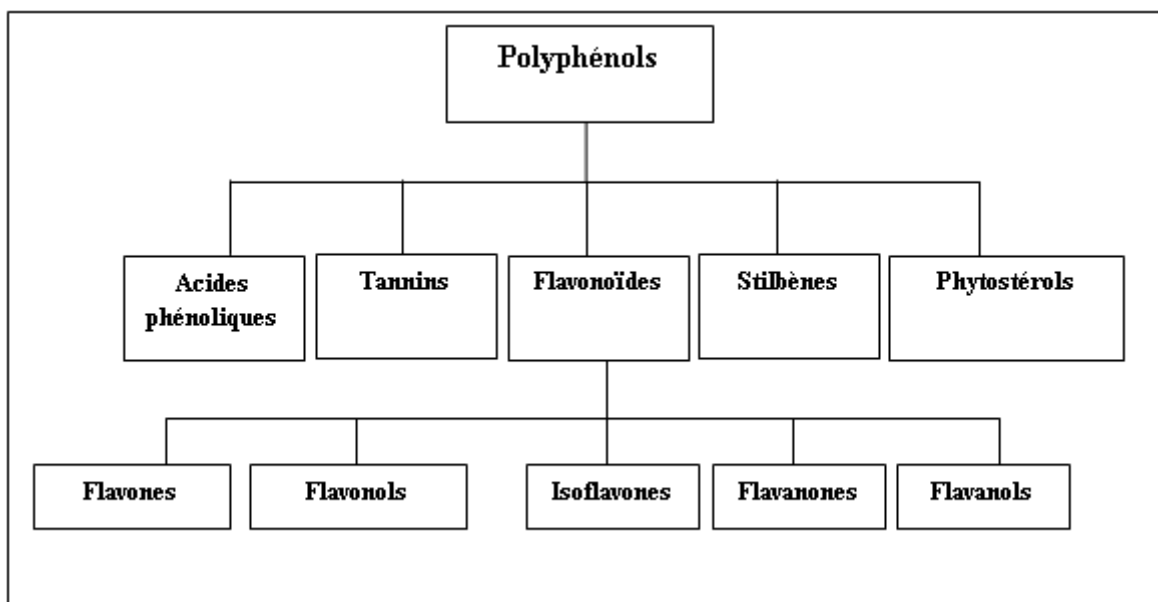 Polyphénols
Acides
phénoliques
Tannins
Flavonoïdes
Stilbènes
Phytostérols
Flavones
Flavonols
Isoflavones
Flavanones
Flavanols